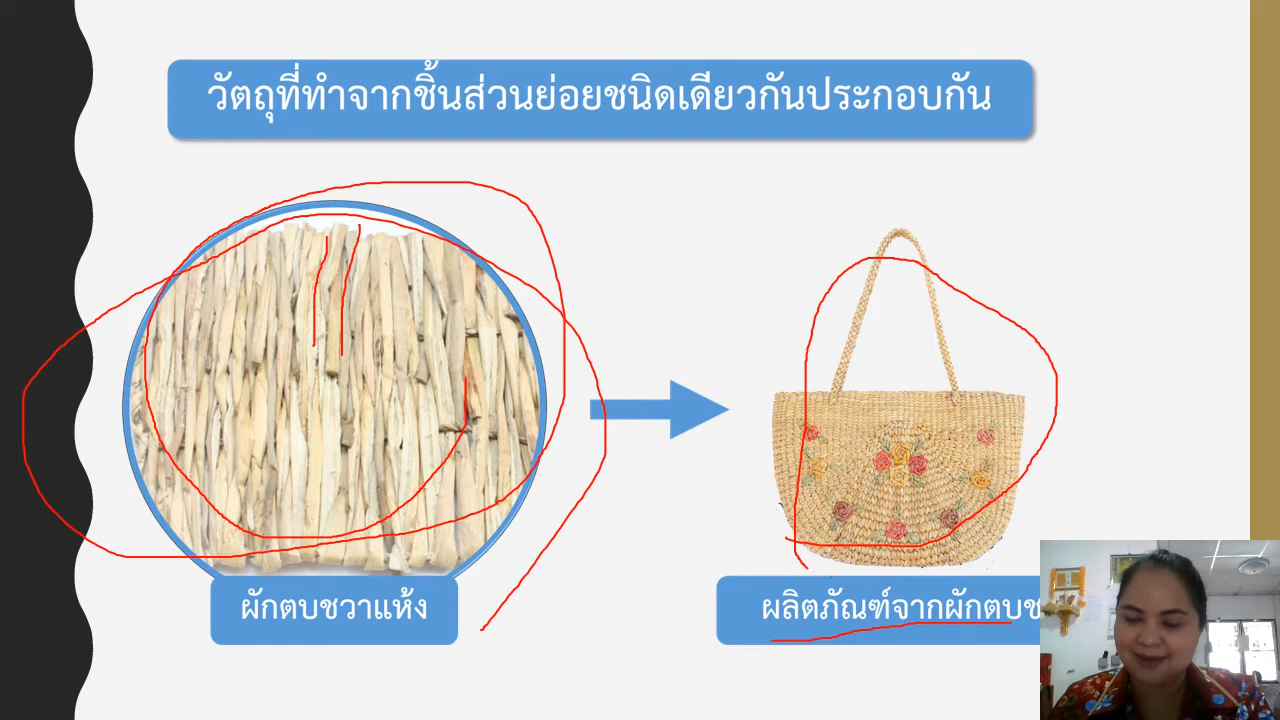 วัตถุที่ทำจากชิ้นส่วนย่อยชนิดเดียวกันประกอบกัน
ผักตบชวาแห้ง
ผลิตภัณฑ์จากผักตบช